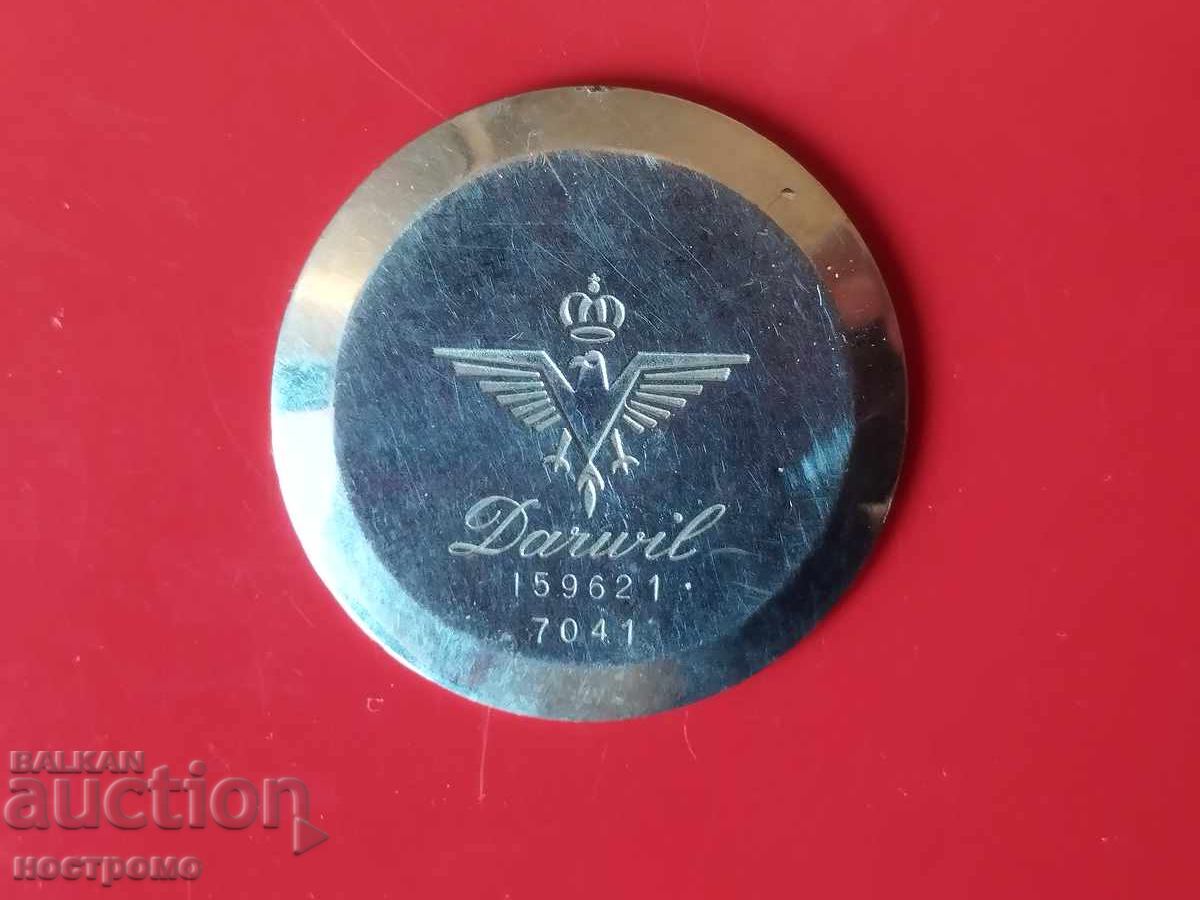 Darwil
159621
7041
BALKAN
auction
ностромо